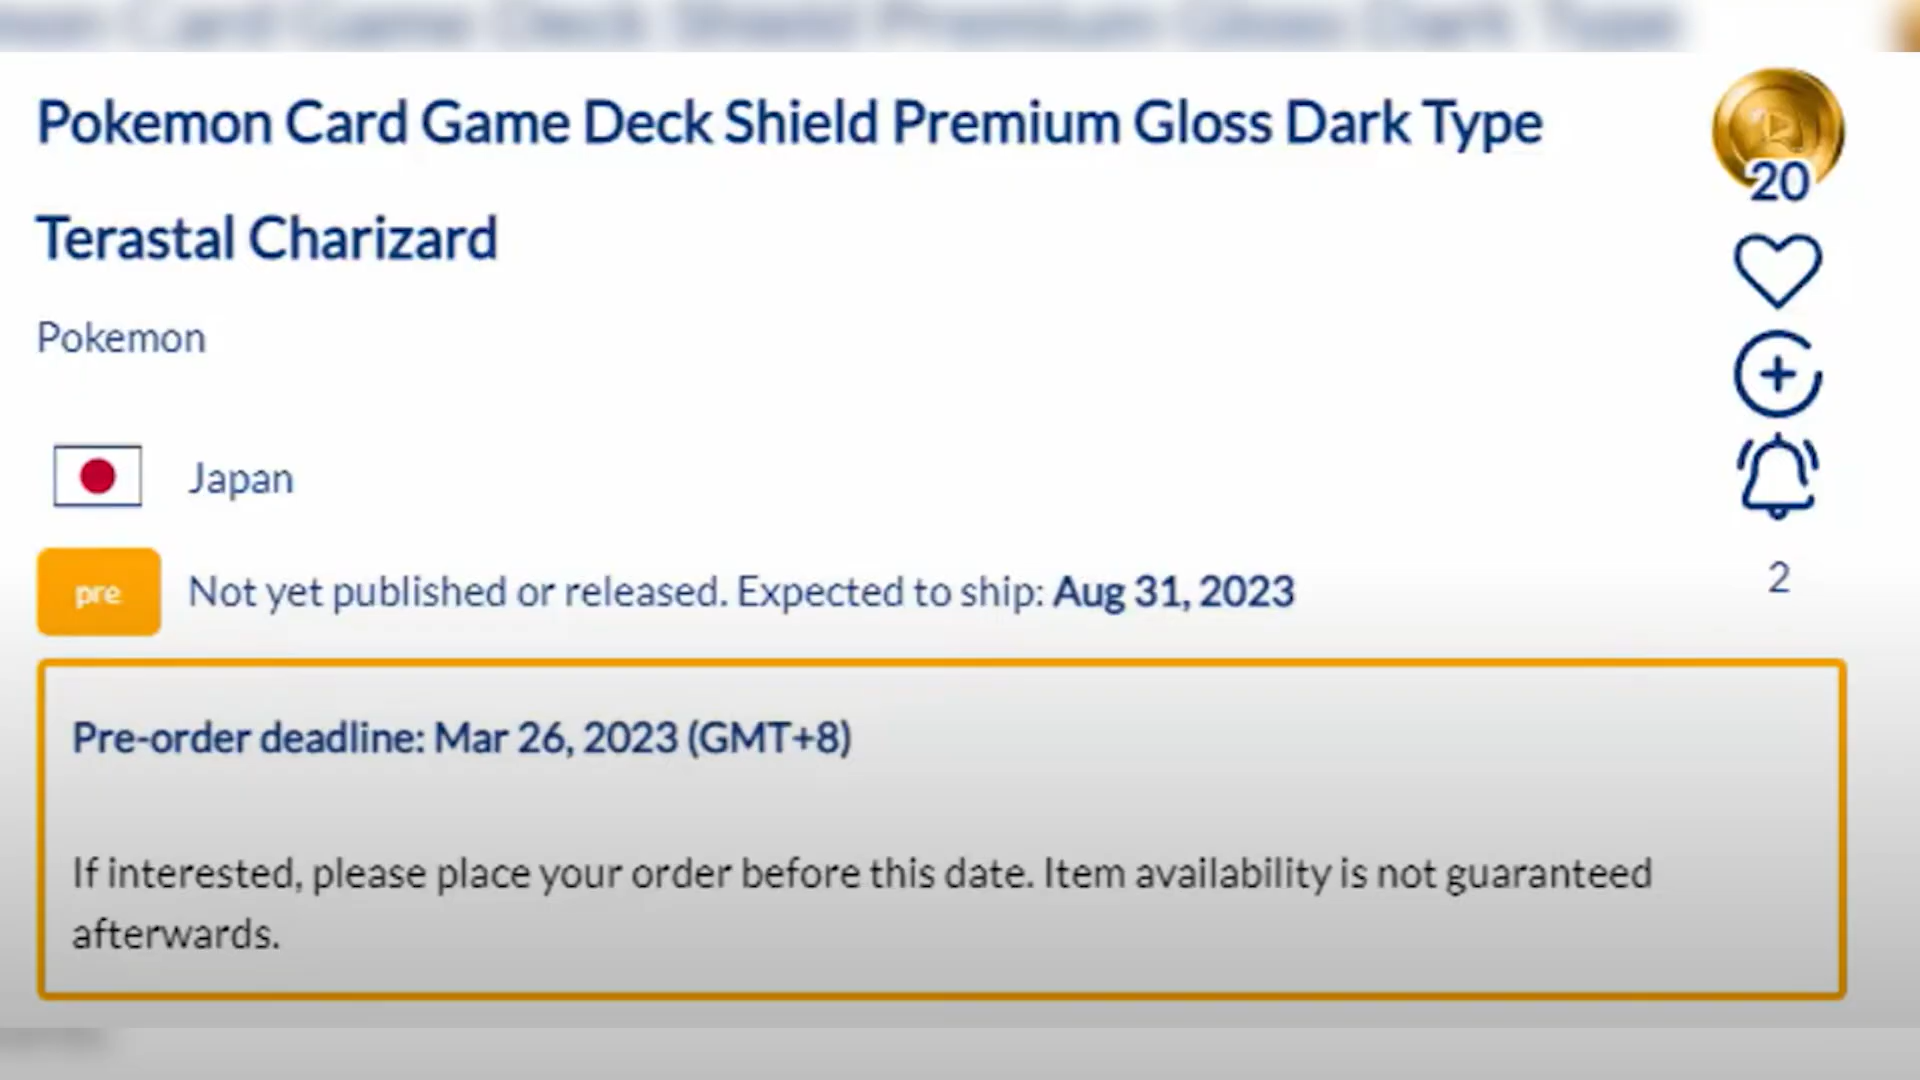 Pokemon Card Game Deck Shield Premium Gloss Dark Type
Terastal Charizard
20
Pokemon
Japan
pre
Not yet published or released. Expected to ship: Aug 31, 2023
2
Pre-order deadline: Mar 26, 2023 (GMT+8)
If interested, please place your order before this date. Item availability is not guaranteed
afterwards.